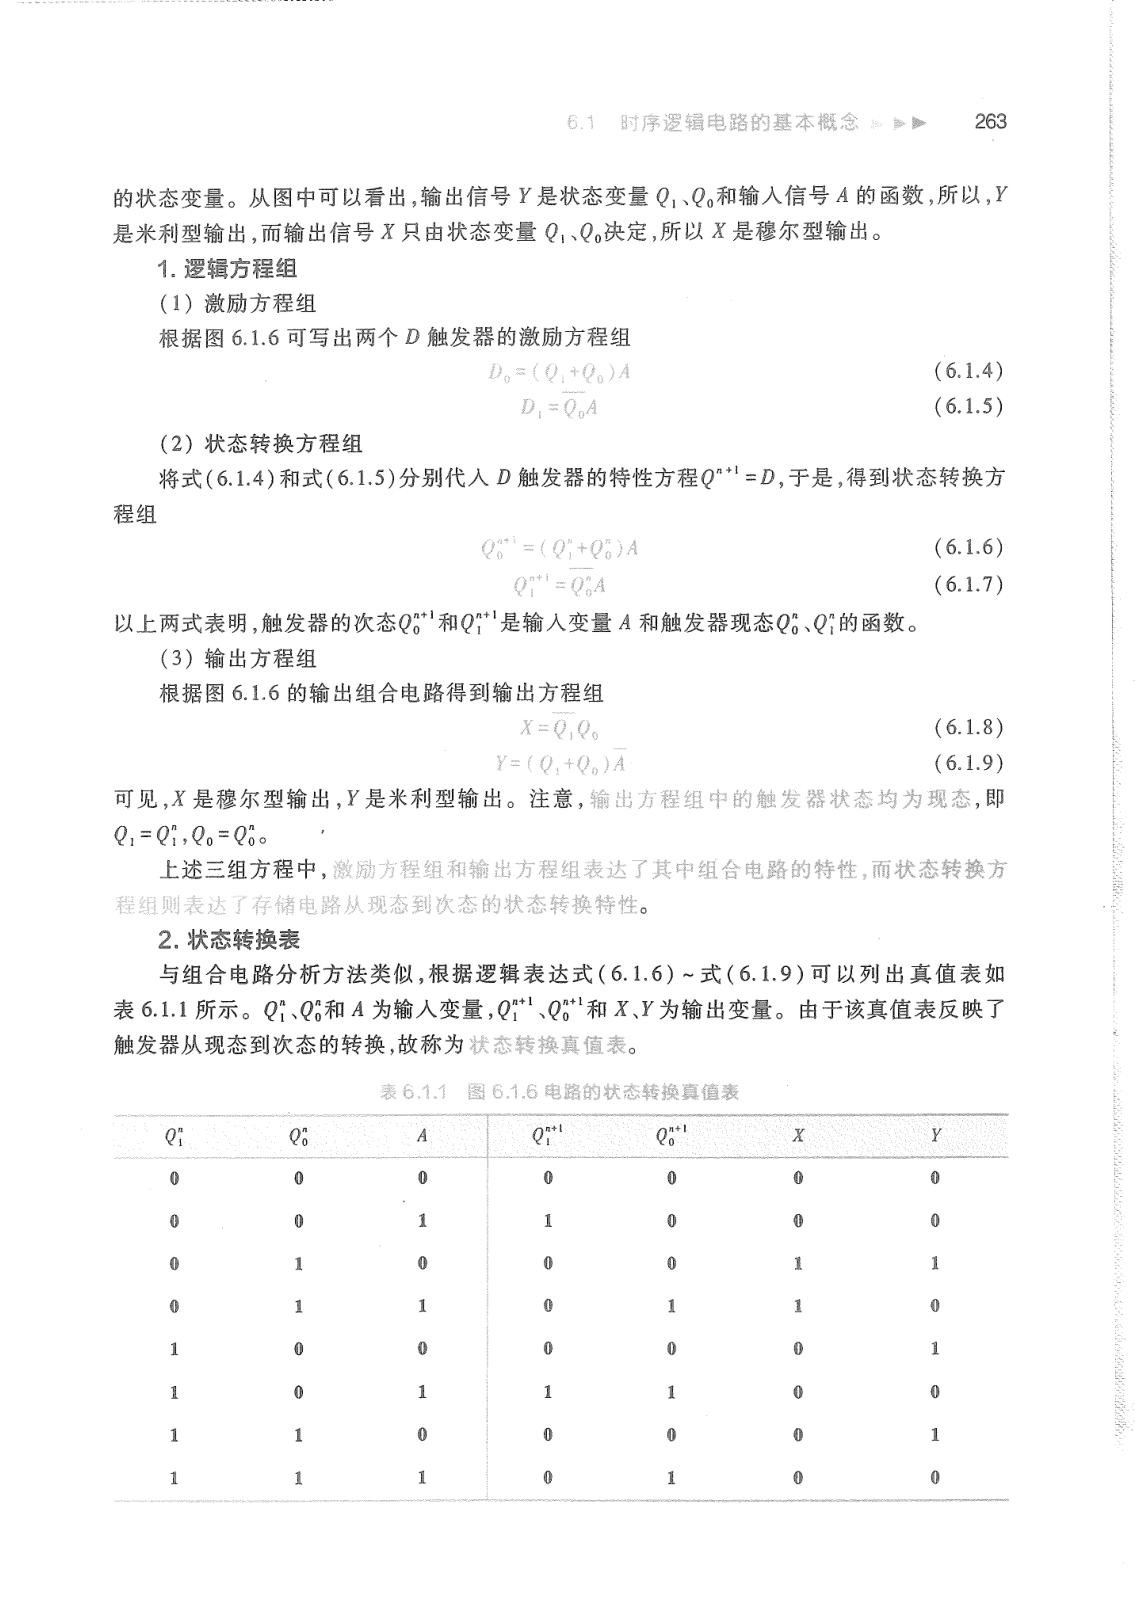 6.1 时序逻辑电路的基本概念 263
的状态变量。从图中可以看出,输出信号 Y 是状态变量 Q₁、Q₀和输入信号 A 的函数,所以,Y
是米利型输出,而输出信号 X 只由状态变量 Q₁、Q₀决定,所以 X 是穆尔型输出。
1. 逻辑方程组
(1) 激励方程组
根据图 6.1.6 可写出两个 D 触发器的激励方程组
D₀=(Q₁+Q₀)A (6.1.4)
D₁=\overline{Q₀}A (6.1.5)
(2) 状态转换方程组
将式(6.1.4)和式(6.1.5)分别代入 D 触发器的特性方程Qⁿ⁺¹=D,于是,得到状态转换方
程组
Q₀ⁿ⁺¹=(Q₁ⁿ+Q₀ⁿ)A (6.1.6)
Q₁ⁿ⁺¹=\overline{Q₀ⁿ}A (6.1.7)
以上两式表明,触发器的次态Q₀ⁿ⁺¹和Q₁ⁿ⁺¹是输入变量 A 和触发器现态Q₀ⁿ、Q₁ⁿ的函数。
(3) 输出方程组
根据图 6.1.6 的输出组合电路得到输出方程组
X=\overline{Q₁}Q₀ (6.1.8)
Y=(Q₁+Q₀)\overline{A} (6.1.9)
可见,X 是穆尔型输出,Y 是米利型输出。注意,输出方程组中的触发器状态均为现态,即
Q₁=Q₁ⁿ,Q₀=Q₀ⁿ。
上述三组方程中,激励方程组和输出方程组表达了其中组合电路的特性,而状态转换方
程组则表达了存储电路从现态到次态的状态转换特性。
2. 状态转换表
与组合电路分析方法类似,根据逻辑表达式(6.1.6)~式(6.1.9)可以列出真值表如
表 6.1.1 所示。Q₁ⁿ、Q₀ⁿ和 A 为输入变量,Q₁ⁿ⁺¹、Q₀ⁿ⁺¹和 X、Y 为输出变量。由于该真值表反映了
触发器从现态到次态的转换,故称为状态转换真值表。
表 6.1.1 图 6.1.6 电路的状态转换真值表
Q₁ⁿ Q₀ⁿ A Q₁ⁿ⁺¹ Q₀ⁿ⁺¹ X Y
0 0 0 0 0 0 0
0 0 1 1 0 0 0
0 1 0 0 0 1 1
0 1 1 0 1 1 0
1 0 0 0 0 0 1
1 0 1 1 1 0 0
1 1 0 0 0 0 1
1 1 1 0 1 0 0